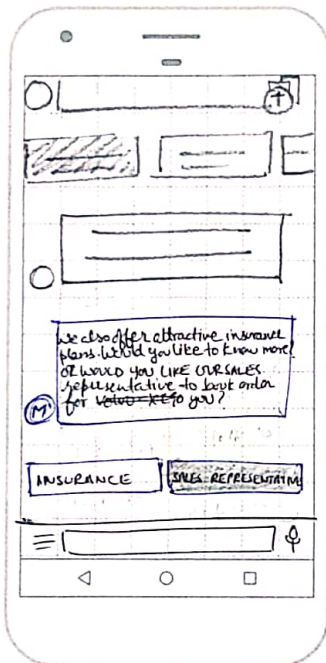 we also offer attractive insurance
plans. Would you like to know more?
OR WOULD YOU LIKE OUR SALES
representative to book order
for you?
M
INSURANCE
SALES REPRESENTATIVE